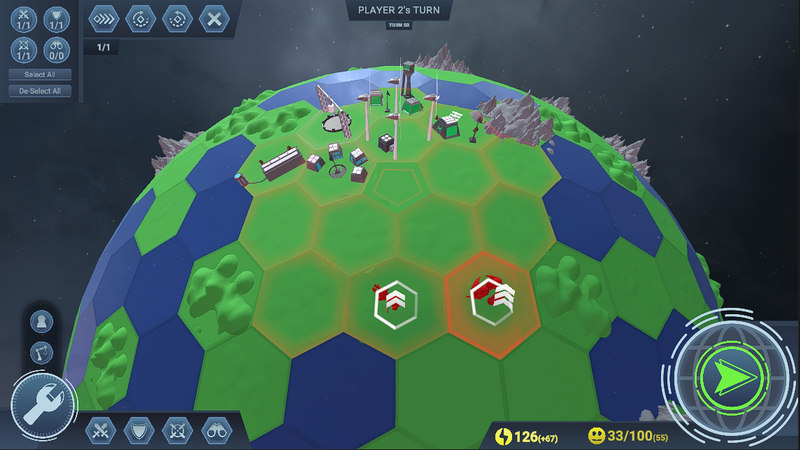 PLAYER 2's TURN
TURN 50
1/1
1/1
1/1
0/0
Select All
De-Select All
1/1
126(+67)
33/100(55)